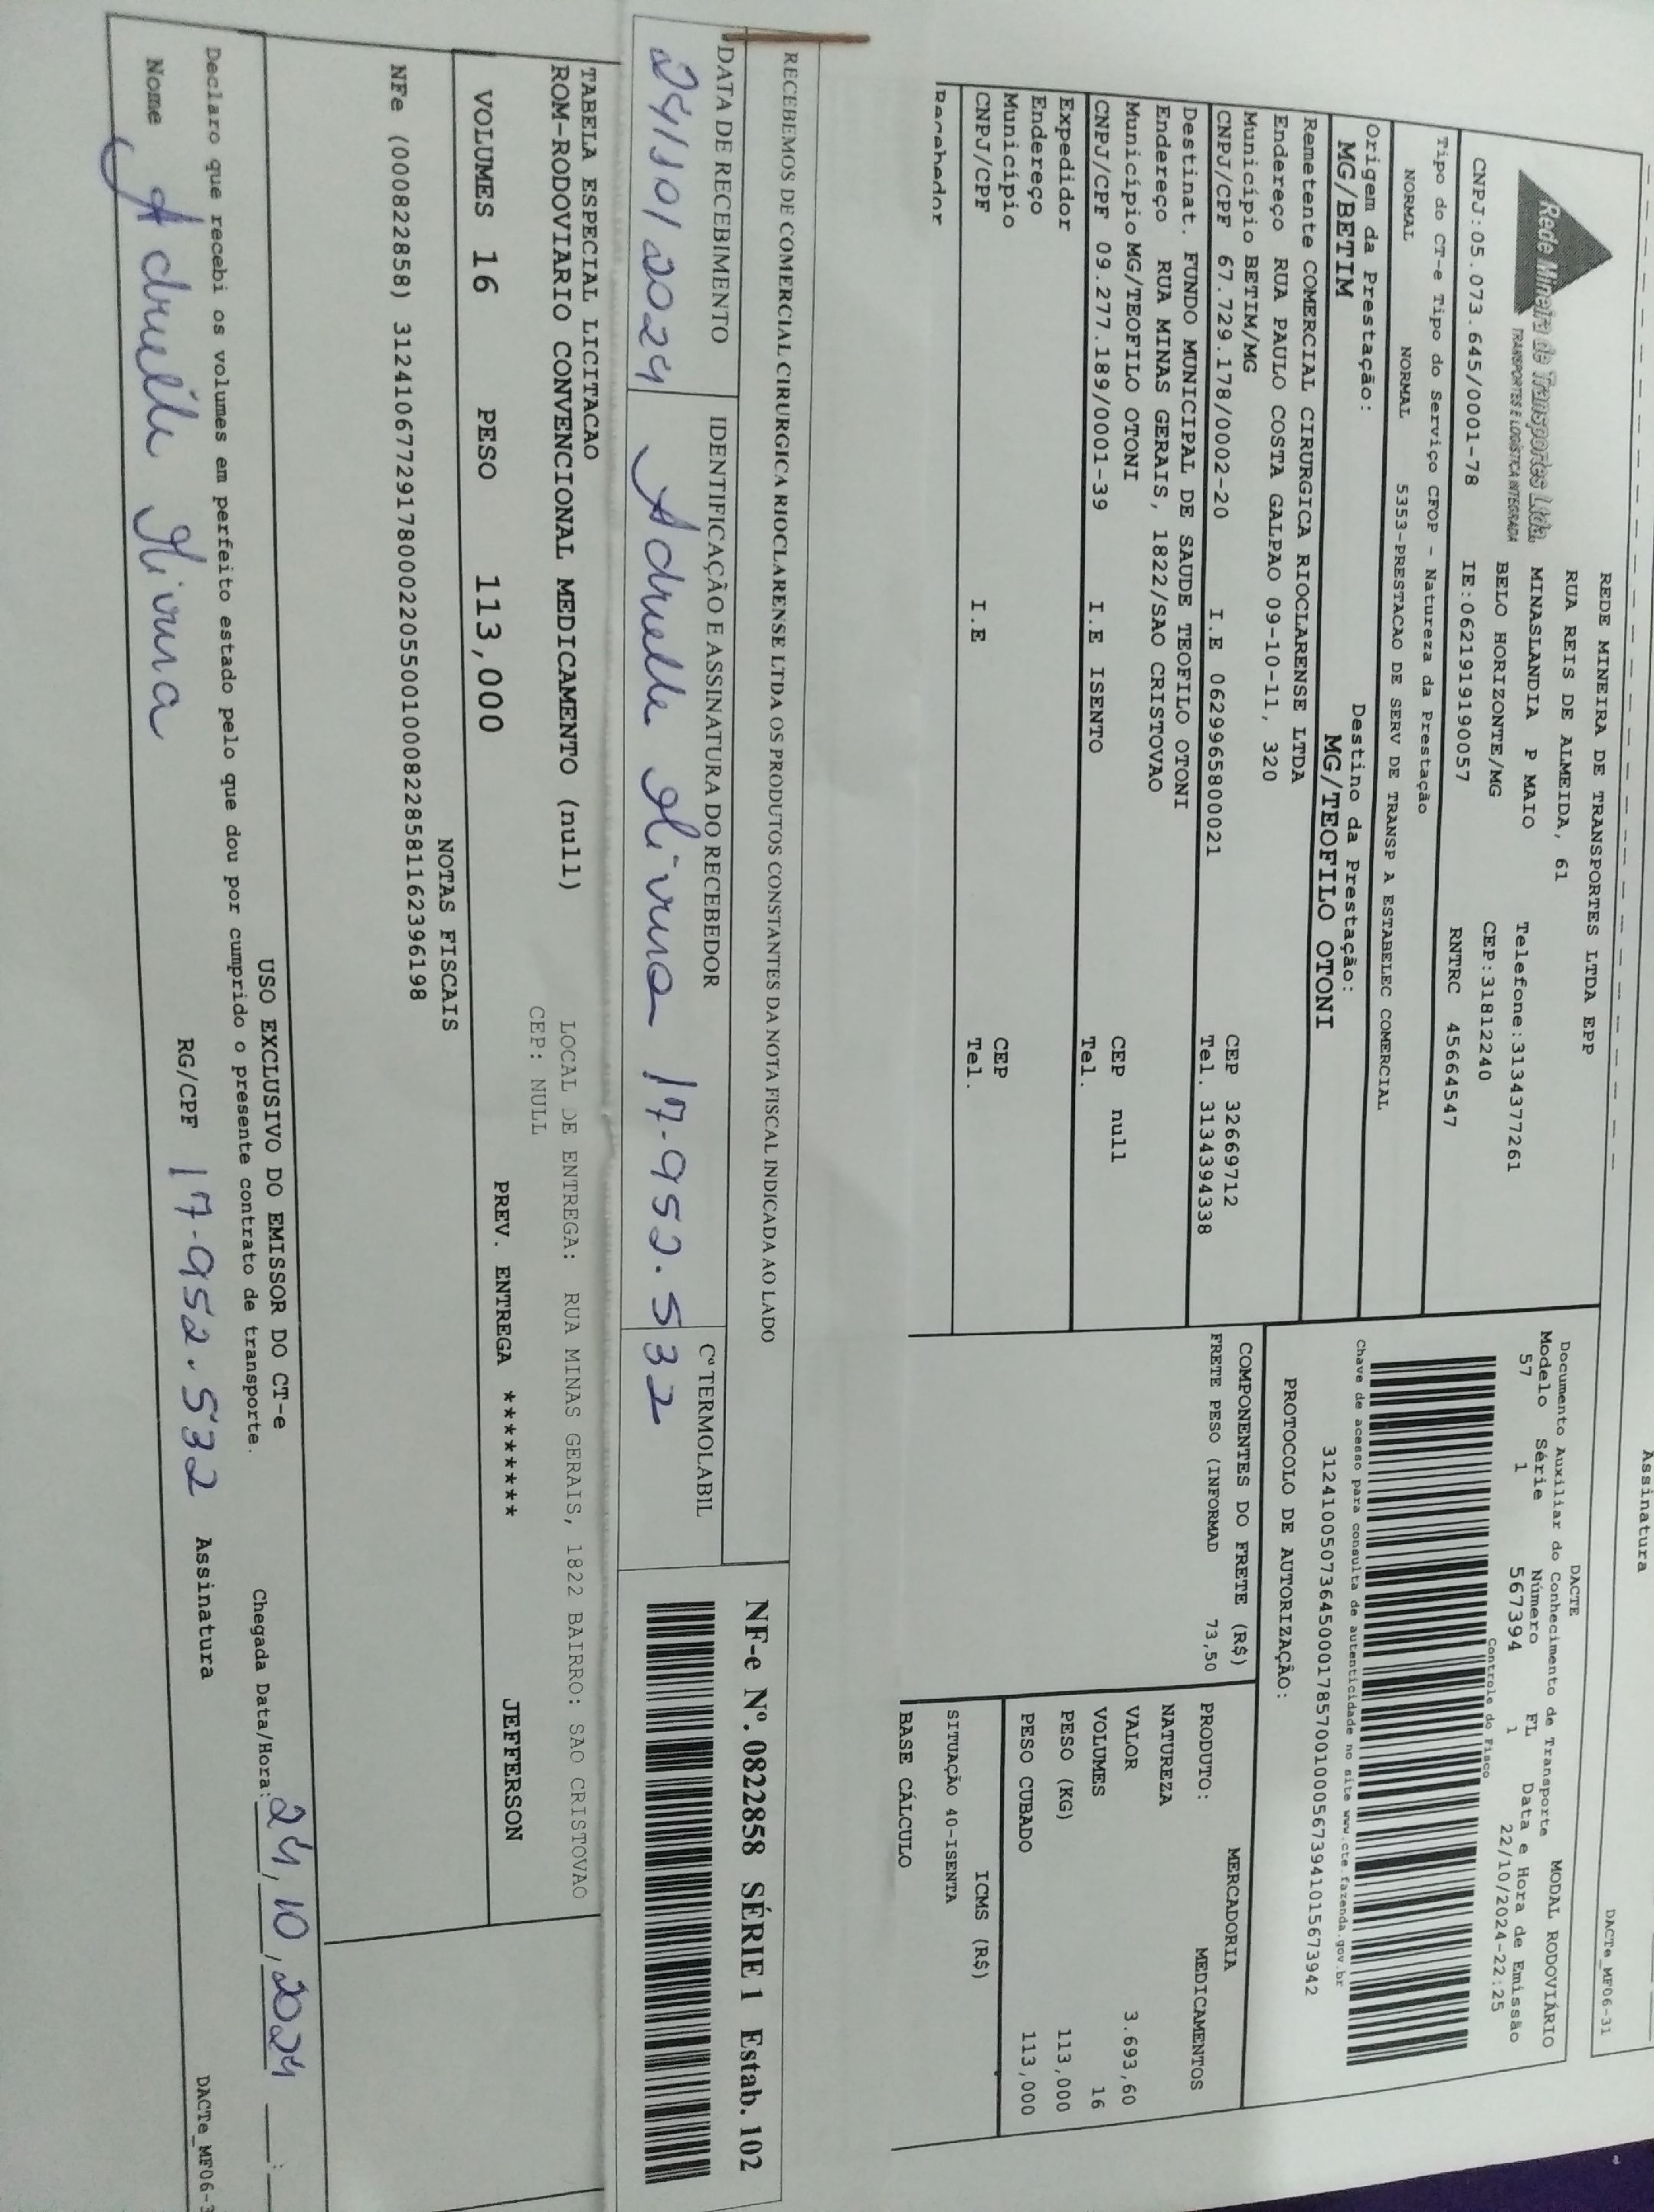 Assinatura
DACTe_MF06-31
Rede Mineira de Transportes Ltda.
TRANSPORTES E LOGÍSTICA INTEGRADA
REDE MINEIRA DE TRANSPORTES LTDA EPP
RUA REIS DE ALMEIDA, 61
MINASLANDIA P MAIO
Telefone:3134377261
BELO HORIZONTE/MG
CEP:31812240
CNPJ:05.073.645/0001-78
IE:0621919190057
RNTRC 45664547
DACTE
Documento Auxiliar do Conhecimento de Transporte
MODAL RODOVIÁRIO
Modelo Série Número FL Data e Hora de Emissão
57 1 567394 1 22/10/2024-22:25
Controle do Fisco
Tipo do CT-e Tipo do Serviço CFOP - Natureza da Prestação
NORMAL NORMAL 5353-PRESTACAO DE SERV DE TRANSP A ESTABELEC COMERCIAL
Chave de acesso para consulta de autenticidade no site www.cte.fazenda.gov.br
31241005073645000178570010005673941015673942
Origem da Prestação: Destino da Prestação:
MG/BETIM MG/TEOFILO OTONI
PROTOCOLO DE AUTORIZAÇÃO:
Remetente COMERCIAL CIRURGICA RIOCLARENSE LTDA
Endereço RUA PAULO COSTA GALPAO 09-10-11, 320
Município BETIM/MG CEP 32669712
CNPJ/CPF 67.729.178/0002-20 I.E 0629965800021 Tel. 3134394338
Destinat. FUNDO MUNICIPAL DE SAUDE TEOFILO OTONI
Endereço RUA MINAS GERAIS, 1822/SAO CRISTOVAO
Município MG/TEOFILO OTONI CEP null
CNPJ/CPF 09.277.189/0001-39 I.E ISENTO Tel.
Expedidor
Endereço
Município CEP
CNPJ/CPF I.E Tel.
Recebedor
COMPONENTES DO FRETE (R$)
FRETE PESO (INFORMAD 73,50
MERCADORIA
PRODUTO: MEDICAMENTOS
NATUREZA
VALOR 3.693,60
VOLUMES 16
PESO (KG) 113,000
PESO CUBADO 113,000
ICMS (R$)
SITUAÇÃO 40-ISENTA
BASE CÁLCULO
RECEBEMOS DE COMERCIAL CIRURGICA RIOCLARENSE LTDA OS PRODUTOS CONSTANTES DA NOTA FISCAL INDICADA AO LADO
NF-e Nº. 0822858 SÉRIE 1 Estab. 102
DATA DE RECEBIMENTO IDENTIFICAÇÃO E ASSINATURA DO RECEBEDOR Cº TERMOLABIL
24/10/2024 17-952.532
TABELA ESPECIAL LICITACAO
ROM-RODOVIARIO CONVENCIONAL MEDICAMENTO (null)
LOCAL DE ENTREGA: RUA MINAS GERAIS, 1822 BAIRRO: SAO CRISTOVAO
CEP: NULL
VOLUMES 16 PESO 113,000 PREV. ENTREGA ******** JEFFERSON
NOTAS FISCAIS
NFe (000822858) 31241067729178000220550010008228581162396198
USO EXCLUSIVO DO EMISSOR DO CT-e
Declaro que recebi os volumes em perfeito estado pelo que dou por cumprido o presente contrato de transporte.
Chegada Data/Hora: 24/10/2024
Nome RG/CPF 17-952.532 Assinatura
DACTe_MF06-3